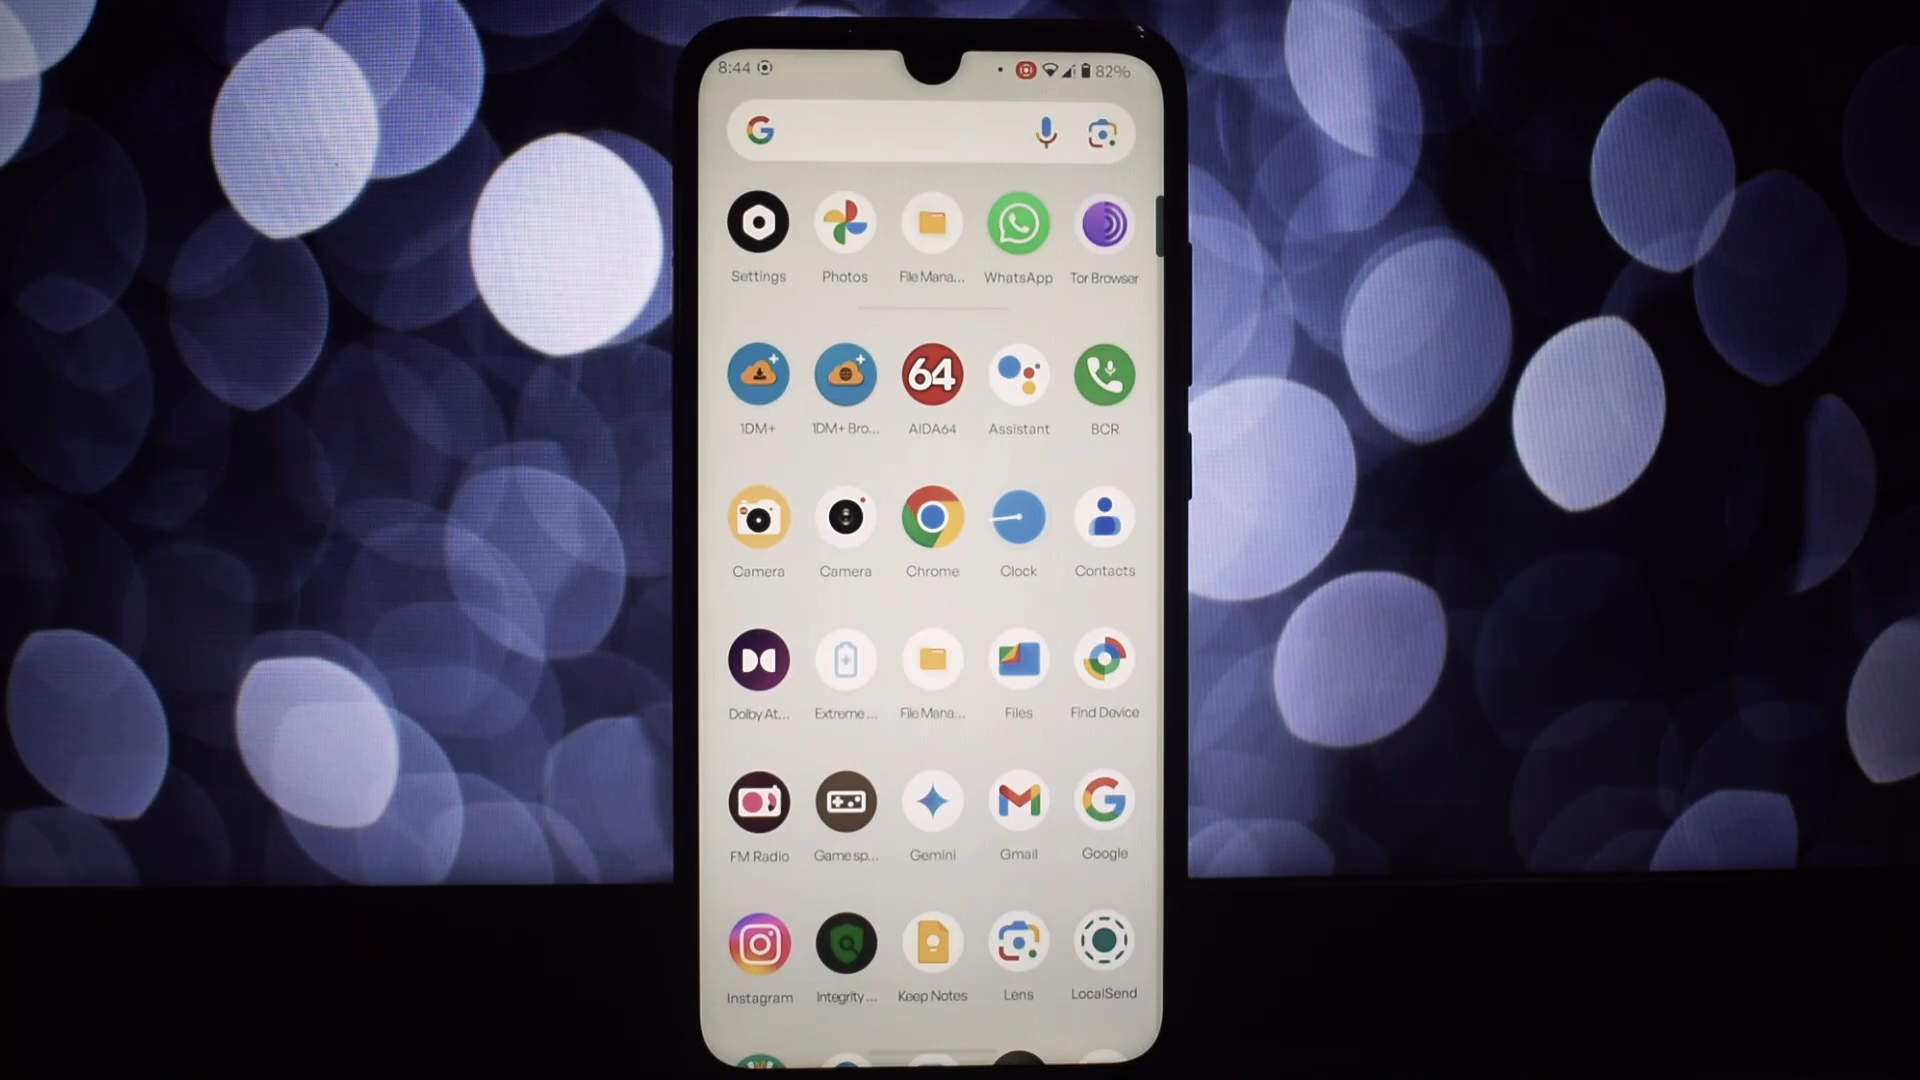 8:44 82%
Settings Photos File Mana... WhatsApp Tor Browser
1DM+ 1DM+ Bro... AIDA64 Assistant BCR
64
Camera Camera Chrome Clock Contacts
Dolby At... Extreme ... File Mana... Files Find Device
FM Radio Game sp... Gemini Gmail Google
Instagram Integrity ... Keep Notes Lens LocalSend